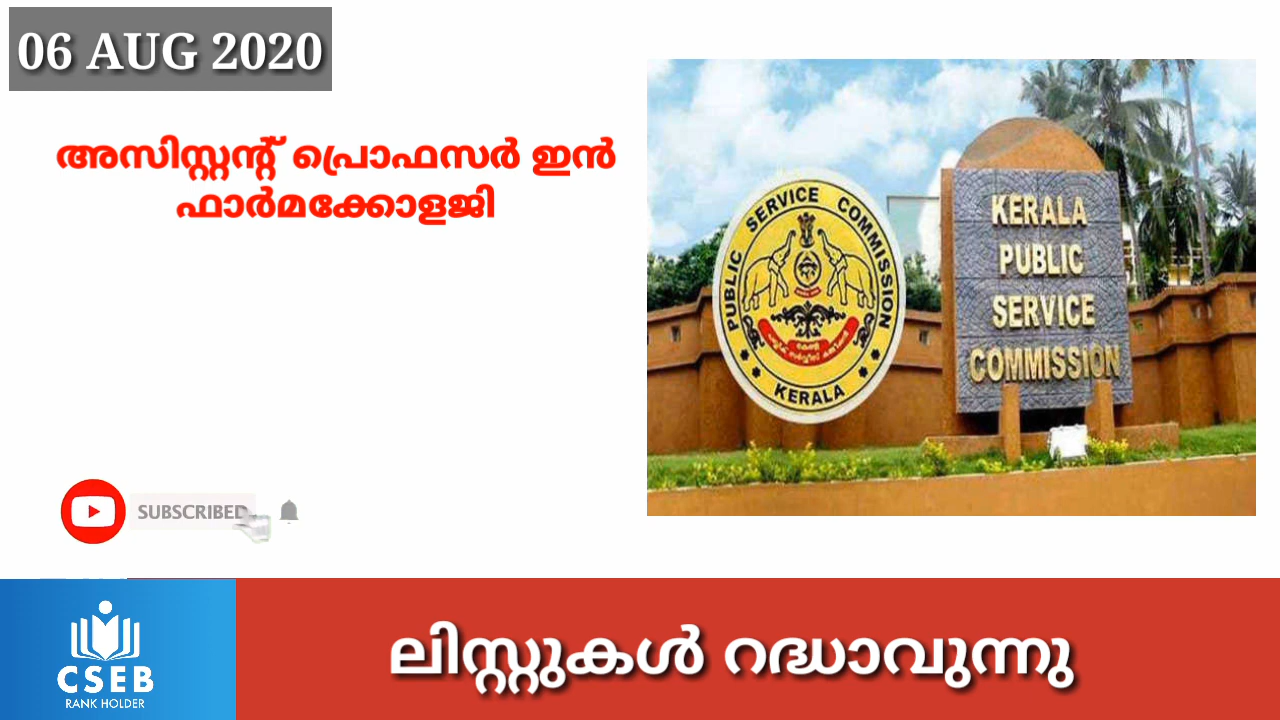 06 AUG 2020
അസിസ്റ്റന്റ് പ്രൊഫസർ ഇൻ
ഫാർമക്കോളജി
PUBLIC SERVICE COMMISSION
KERALA
KERALA
PUBLIC
SERVICE
COMMISSION
SUBSCRIBED
CSEB
RANK HOLDER
ലിസ്റ്റുകൾ റദ്ധാവുന്നു